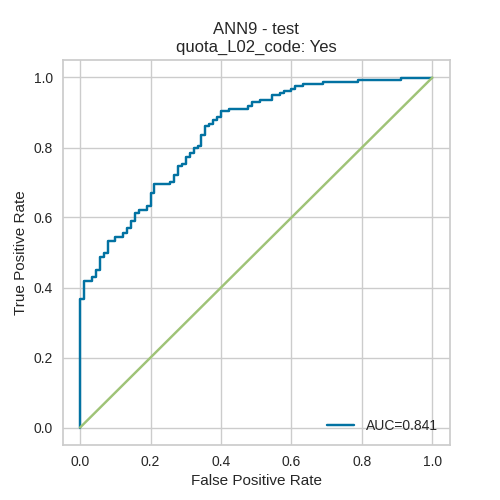 ANN9 - test
quota_L02_code: Yes
1.0
0.8
0.6
0.4
0.2
0.0
True Positive Rate
AUC=0.841
0.0 0.2 0.4 0.6 0.8 1.0
False Positive Rate